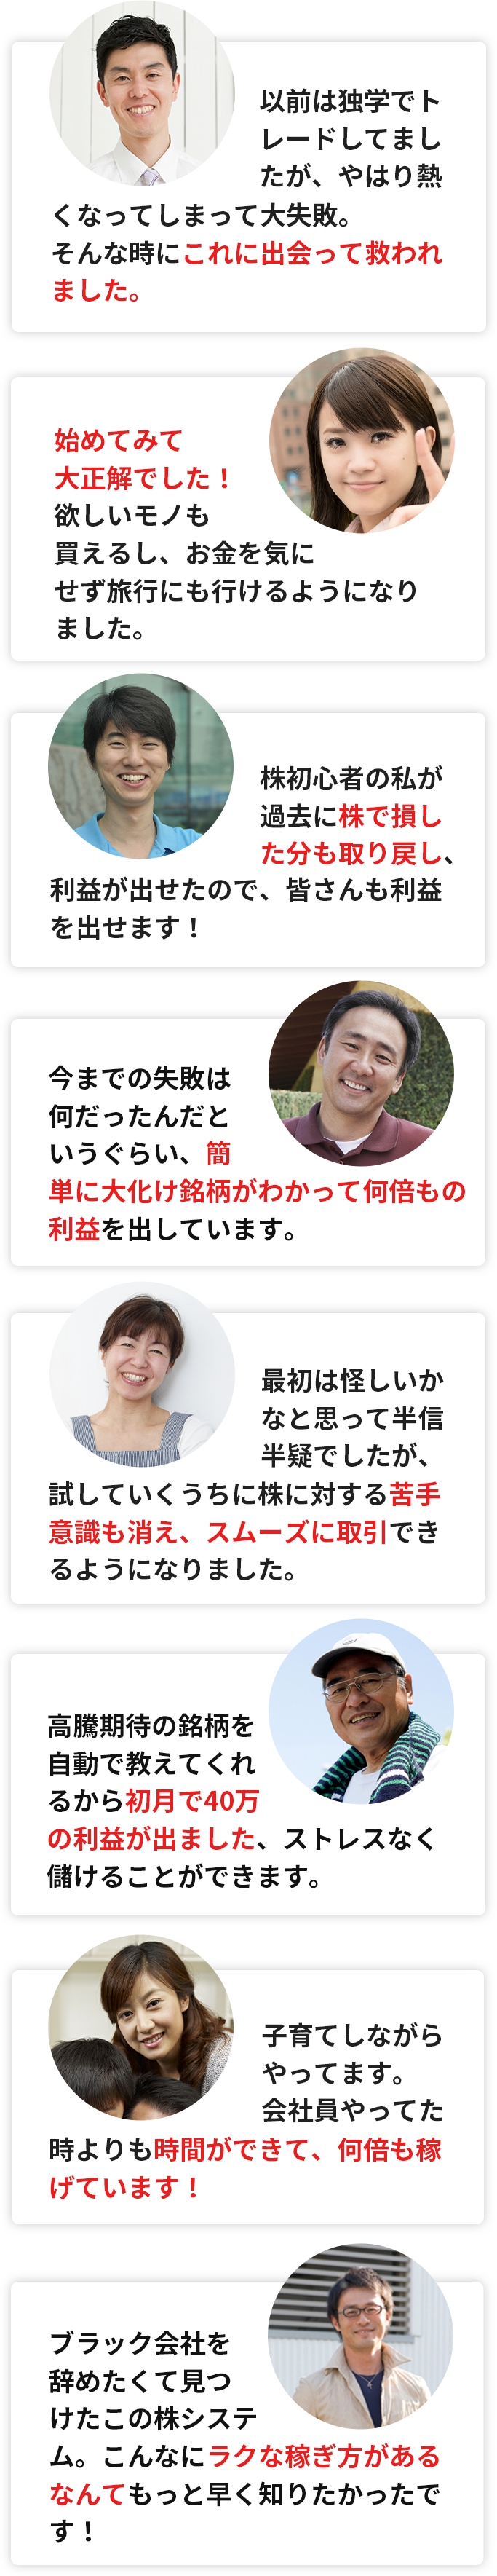 以前は独学でト
レードしてまし
たが、やはり熱
くなってしまって大失敗。
そんな時にこれに出会って救われ
ました。
始めてみて
大正解でした！
欲しいモノも
買えるし、お金を気に
せず旅行にも行けるようになり
ました。
株初心者の私が
過去に株で損し
た分も取り戻し、
利益が出せたので、皆さんも利益
を出せます！
今までの失敗は
何だったんだと
いうぐらい、簡
単に大化け銘柄がわかって何倍もの
利益を出しています。
最初は怪しいか
なと思って半信
半疑でしたが、
試していくうちに株に対する苦手
意識も消え、スムーズに取引でき
るようになりました。
高騰期待の銘柄を
自動で教えてくれ
るから初月で40万
の利益が出ました、ストレスなく
儲けることができます。
子育てしながら
やってます。
会社員やってた
時よりも時間ができて、何倍も稼
げています！
ブラック会社を
辞めたくて見つ
けたこの株システ
ム。こんなにラクな稼ぎ方がある
なんてもっと早く知りたかったで
す！